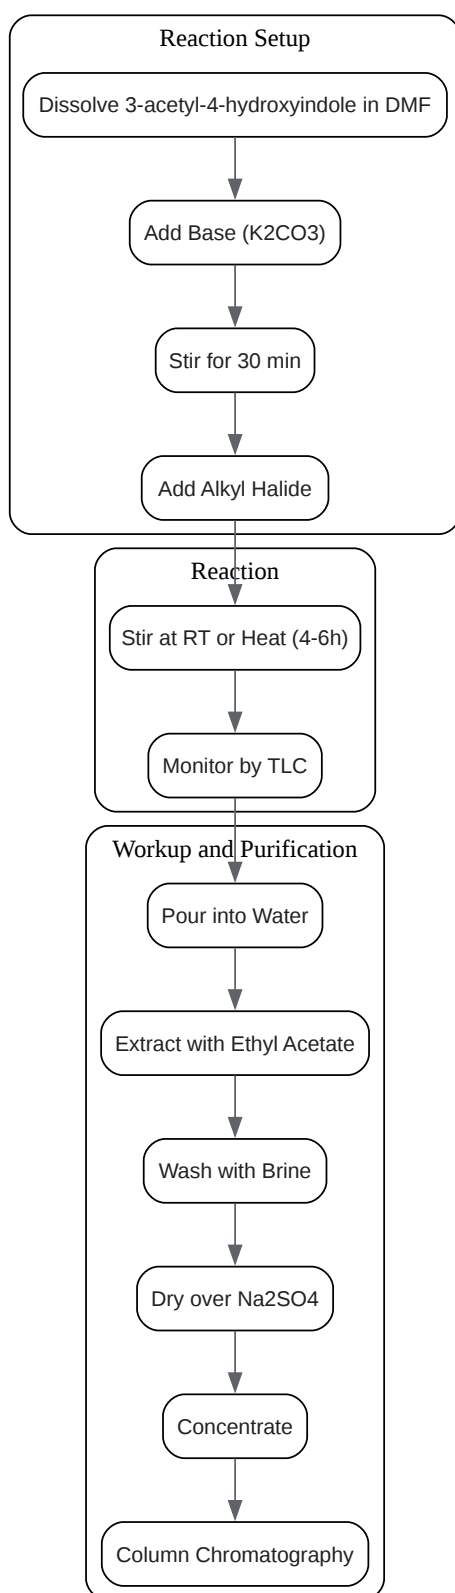 Reaction Setup
Dissolve 3-acetyl-4-hydroxyindole in DMF
Add Base (K2CO3)
Stir for 30 min
Add Alkyl Halide
Reaction
Stir at RT or Heat (4-6h)
Monitor by TLC
Workup and Purification
Pour into Water
Extract with Ethyl Acetate
Wash with Brine
Dry over Na2SO4
Concentrate
Column Chromatography